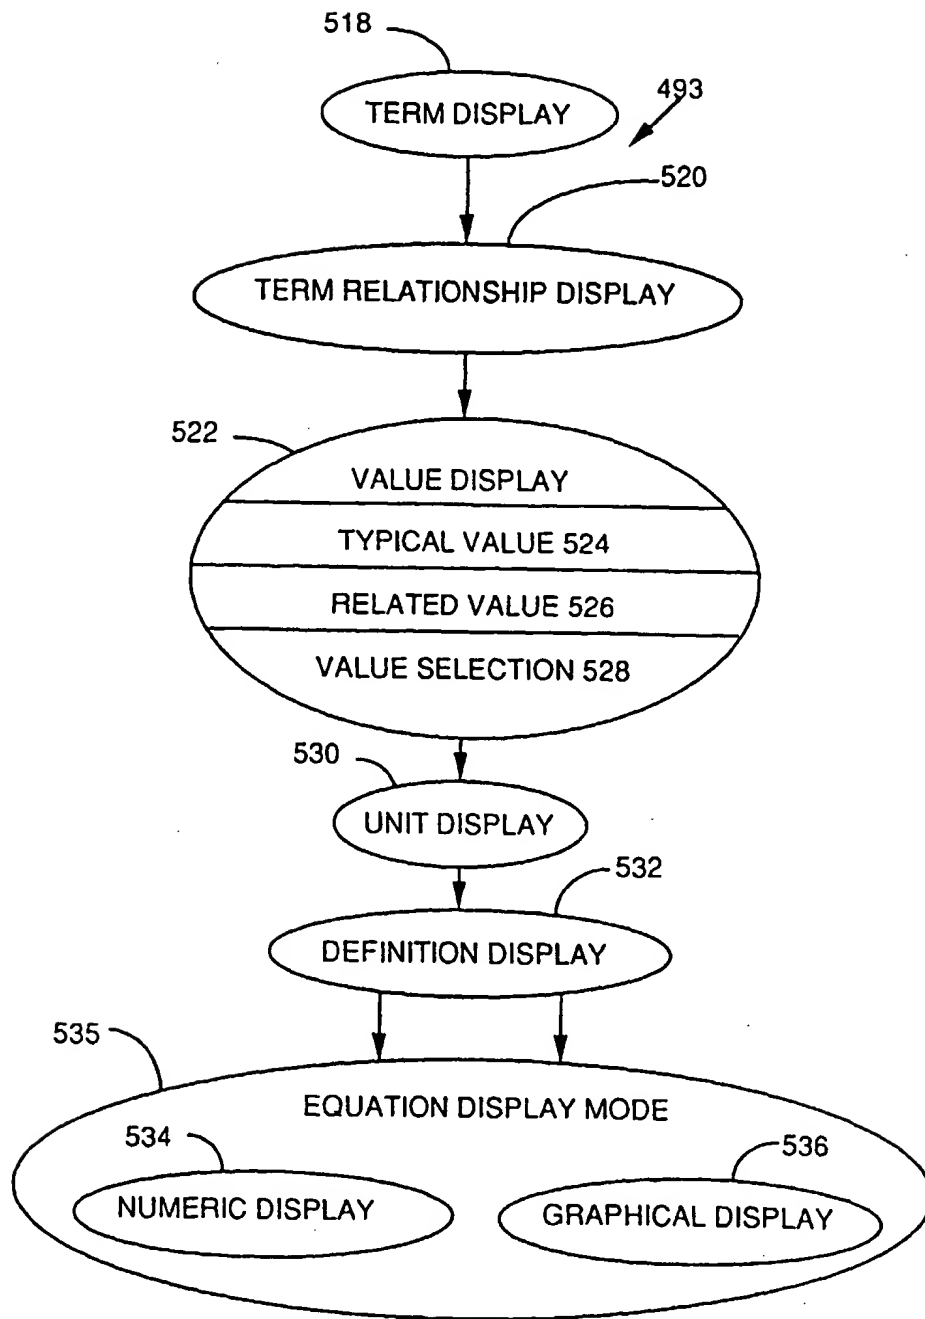 518
TERM DISPLAY
493
520
TERM RELATIONSHIP DISPLAY
522
VALUE DISPLAY
TYPICAL VALUE 524
RELATED VALUE 526
VALUE SELECTION 528
530
UNIT DISPLAY
532
DEFINITION DISPLAY
535
EQUATION DISPLAY MODE
534
536
NUMERIC DISPLAY
GRAPHICAL DISPLAY